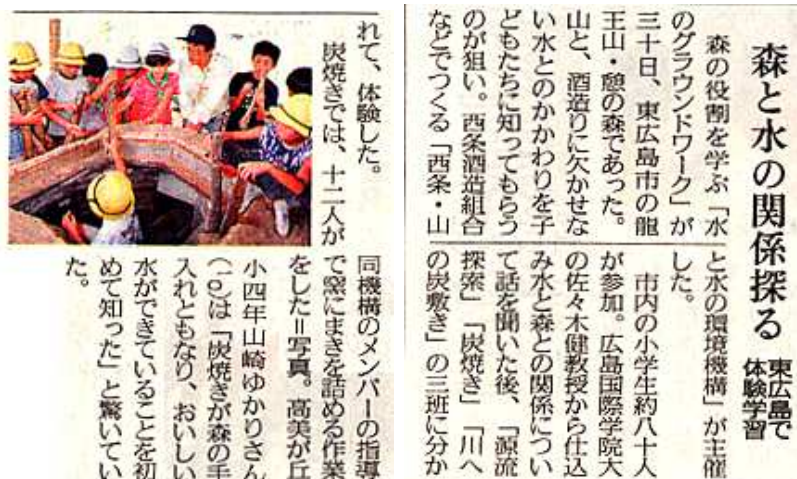 森と水の関係探る
東広島で
体験学習
森の役割を学ぶ「水
のグラウンドワーク」が
三十日、東広島市の龍
王山・憩の森であった。
山と、酒造りに欠かせな
い水とのかかわりを子
どもたちに知ってもらう
のが狙い。西条酒造組合
などでつくる「西条・山
と水の環境機構」が主催
した。
市内の小学生約八十人
が参加。広島国際学院大
の佐々木健教授から仕込
み水と森との関係につい
て話を聞いた後、「源流
探索」「炭焼き」「川へ
の炭敷き」の三班に分か
れて、体験した。
炭焼きでは、十二人が
同機構のメンバーの指導
で窯にまきを詰める作業
をした=写真。高美が丘
小四年山崎ゆかりさん
(10)は「炭焼きが森の手
入れともなり、おいしい
水ができていることを初
めて知った」と驚いてい
た。